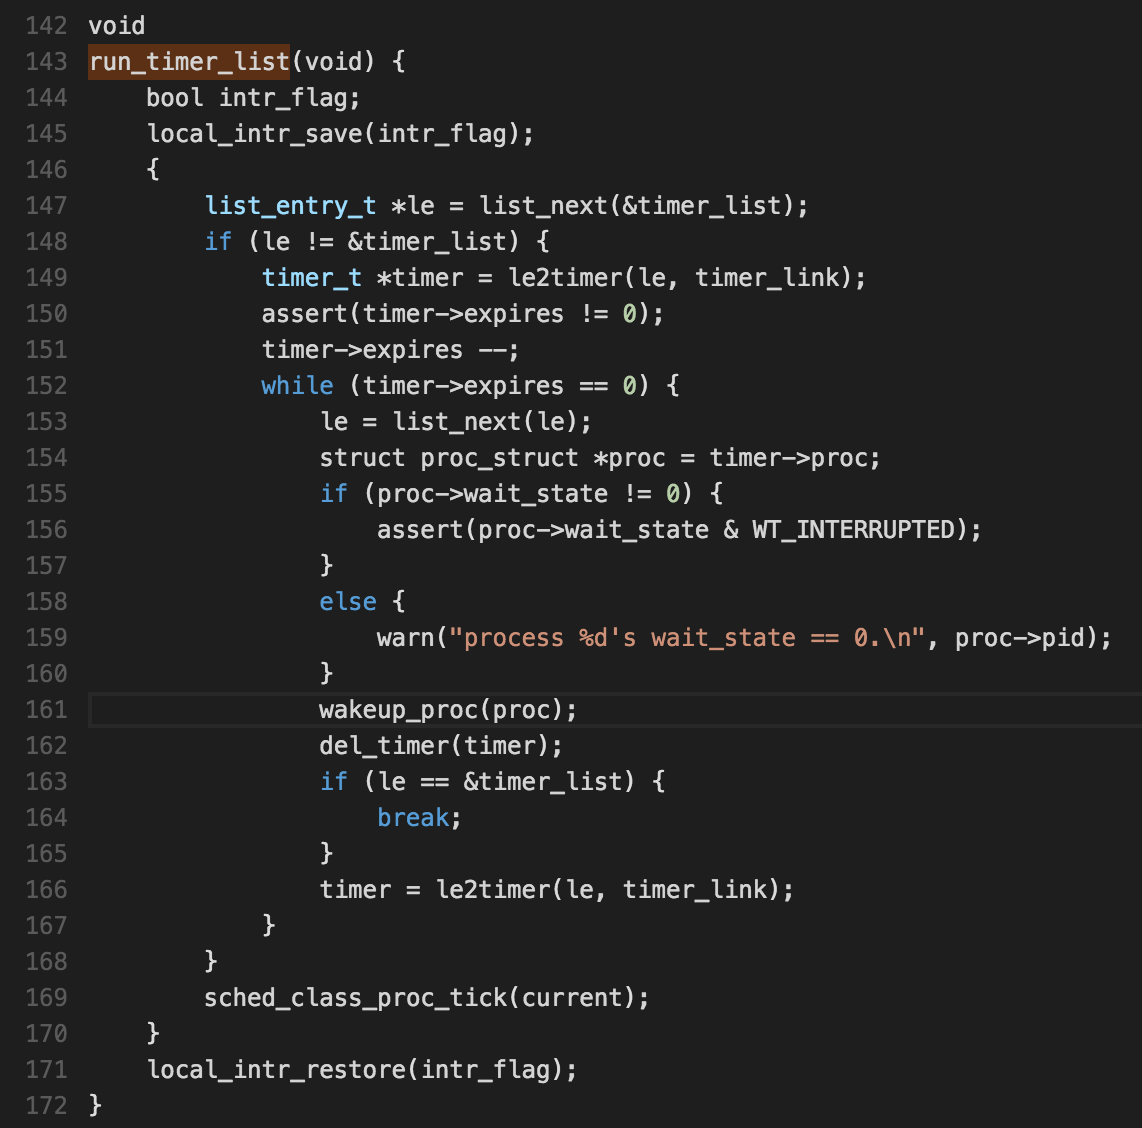 142 void
143 run_timer_list(void) {
144     bool intr_flag;
145     local_intr_save(intr_flag);
146     {
147         list_entry_t *le = list_next(&timer_list);
148         if (le != &timer_list) {
149             timer_t *timer = le2timer(le, timer_link);
150             assert(timer->expires != 0);
151             timer->expires --;
152             while (timer->expires == 0) {
153                 le = list_next(le);
154                 struct proc_struct *proc = timer->proc;
155                 if (proc->wait_state != 0) {
156                     assert(proc->wait_state & WT_INTERRUPTED);
157                 }
158                 else {
159                     warn("process %d's wait_state == 0.\n", proc->pid);
160                 }
161                 wakeup_proc(proc);
162                 del_timer(timer);
163                 if (le == &timer_list) {
164                     break;
165                 }
166                 timer = le2timer(le, timer_link);
167             }
168         }
169         sched_class_proc_tick(current);
170     }
171     local_intr_restore(intr_flag);
172 }